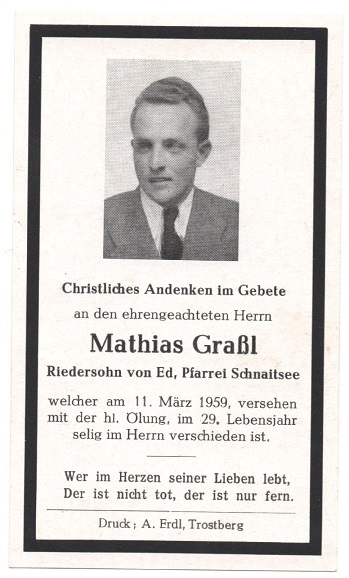 Christliches Andenken im Gebete
an den ehrengeachteten Herrn
Mathias Graßl
Riedersohn von Ed, Pfarrei Schnaitsee
welcher am 11. März 1959, versehen
mit der hl. Ölung, im 29. Lebensjahr
selig im Herrn verschieden ist.
Wer im Herzen seiner Lieben lebt,
Der ist nicht tot, der ist nur fern.
Druck; A. Erdl, Trostberg